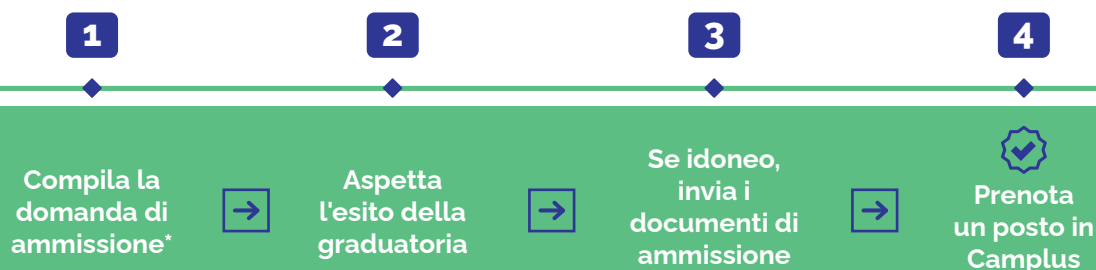 1
2
3
4
Compila la
domanda di
ammissione*
Aspetta
l'esito della
graduatoria
Se idoneo,
invia i
documenti di
ammissione
Prenota
un posto in
Camplus